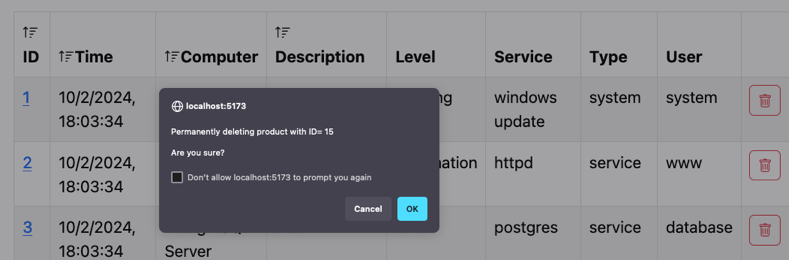 ID Time Computer Description Level Service Type User
1 10/2/2024, windows system system
18:03:34 update
localhost:5173
Permanently deleting product with ID= 15
Are you sure?
Don't allow localhost:5173 to prompt you again
Cancel OK
2 10/2/2024, httpd service www
18:03:34
3 10/2/2024, postgres service database
18:03:34 Server